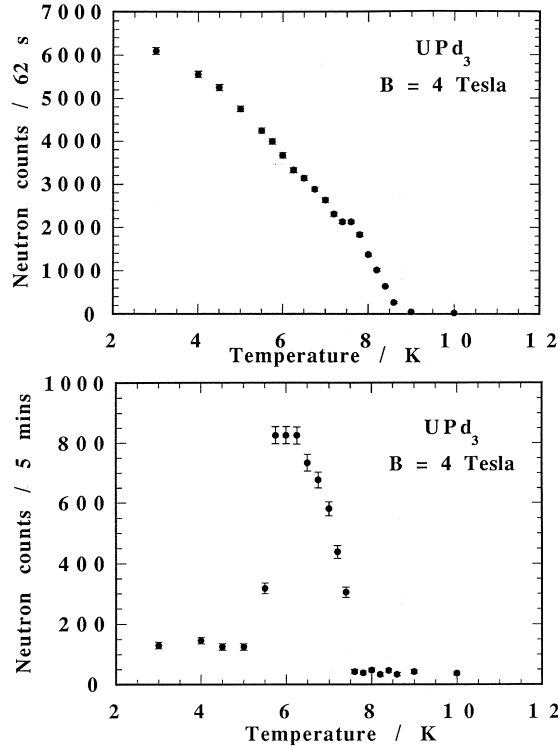 7000
6000
5000
4000
3000
2000
1000
0
Neutron counts / 62 s
UPd3
B = 4 Tesla
2 4 6 8 10 12
Temperature / K
1000
800
600
400
200
0
Neutron counts / 5 mins
UPd3
B = 4 Tesla
2 4 6 8 10 12
Temperature / K